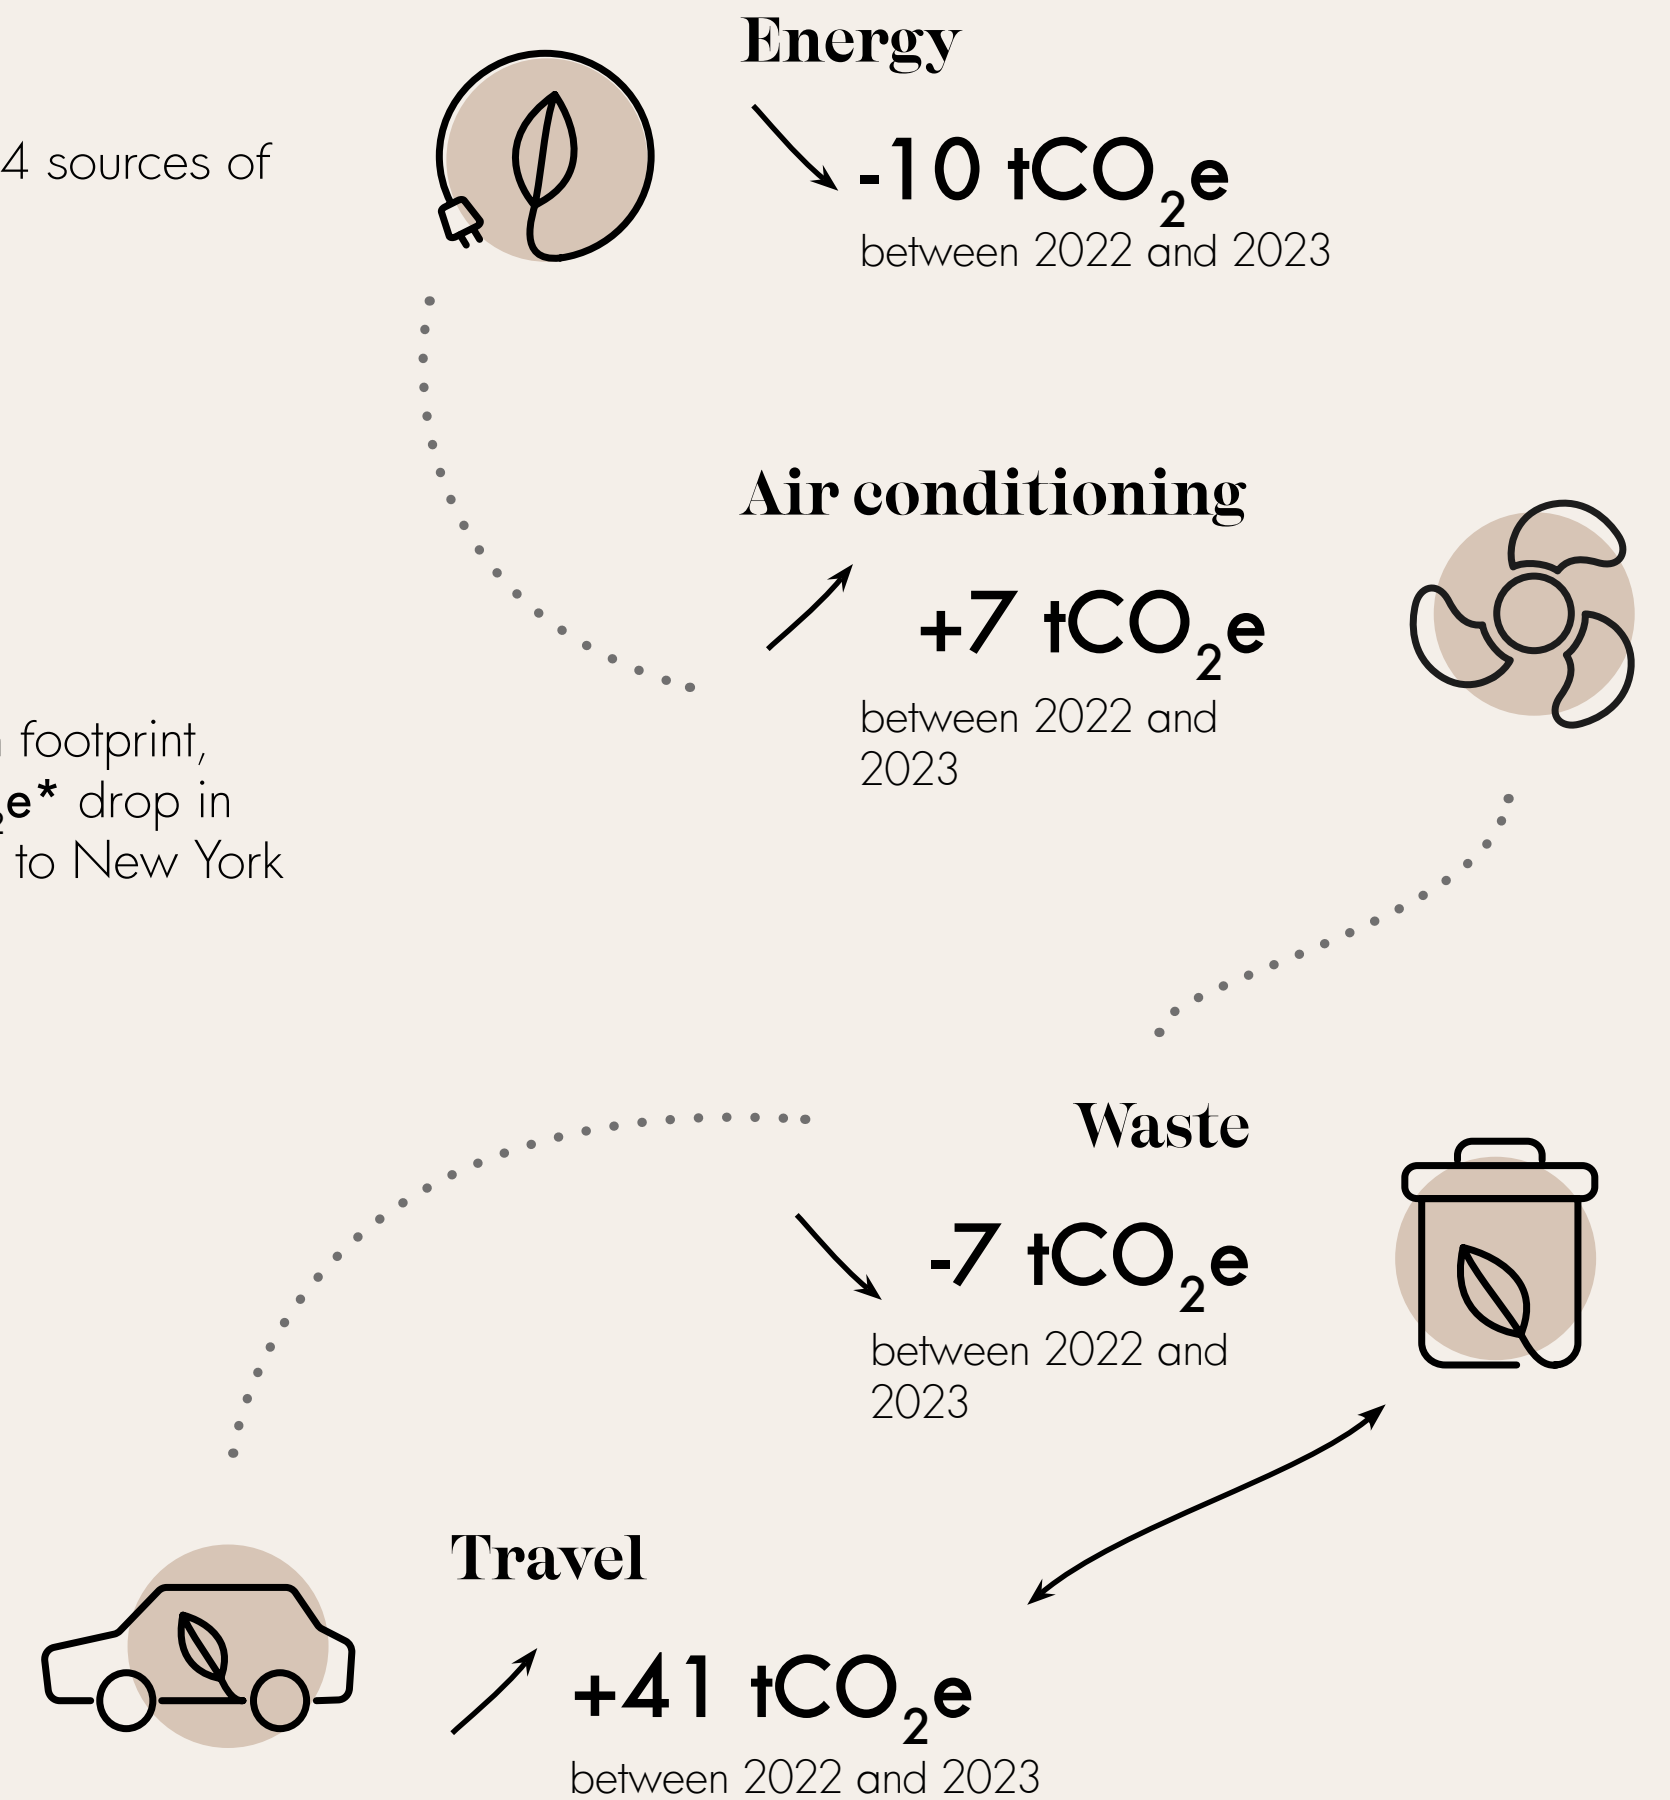 Energy
4 sources of
-10 tCO₂e
between 2022 and 2023
Air conditioning
+7 tCO₂e
between 2022 and
2023
footprint,
e* drop in
to New York
Waste
-7 tCO₂e
between 2022 and
2023
Travel
+41 tCO₂e
between 2022 and 2023